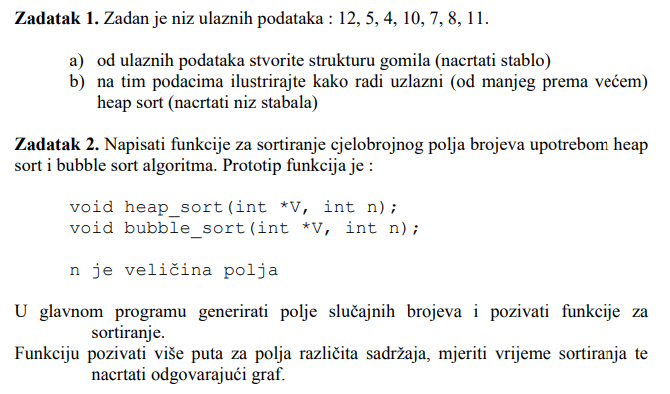 Zadatak 1. Zadan je niz ulaznih podataka : 12, 5, 4, 10, 7, 8, 11.
a) od ulaznih podataka stvorite strukturu gomila (nacrtati stablo)
b) na tim podacima ilustrirajte kako radi uzlazni (od manjeg prema većem)
heap sort (nacrtati niz stabala)
Zadatak 2. Napisati funkcije za sortiranje cjelobrojnog polja brojeva upotrebom heap
sort i bubble sort algoritma. Prototip funkcija je :
void heap_sort(int *V, int n);
void bubble_sort(int *V, int n);
n je veličina polja
U glavnom programu generirati polje slučajnih brojeva i pozivati funkcije za
sortiranje.
Funkciju pozivati više puta za polja različita sadržaja, mjeriti vrijeme sortiranja te
nacrtati odgovarajući graf.